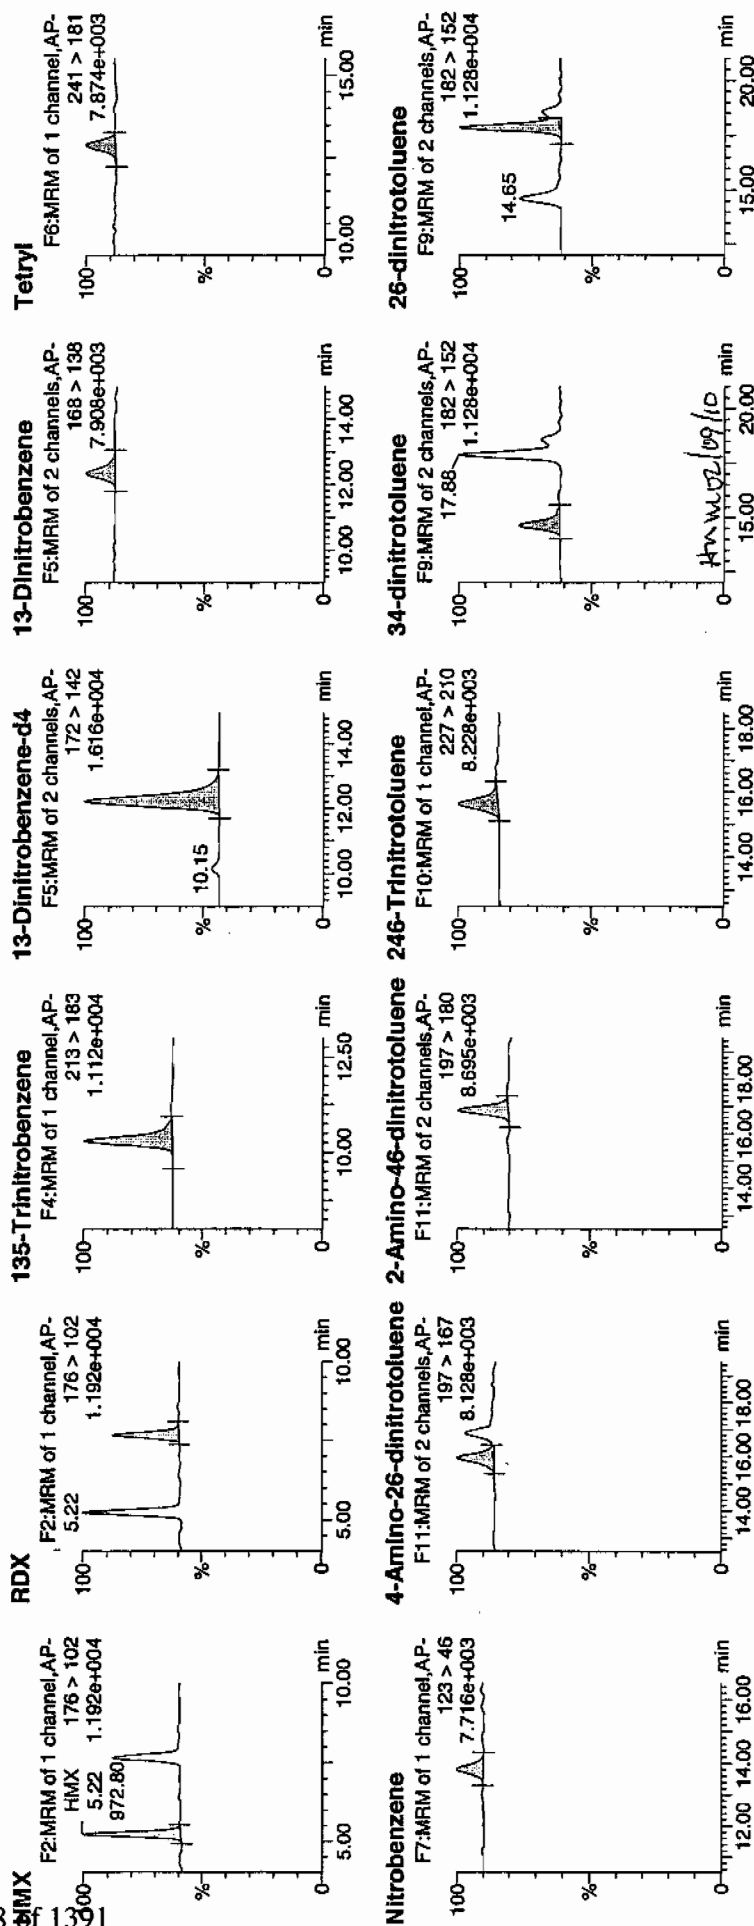 HMX
F2:MRM of 1 channel,AP-
HMX 176 > 102
5.22 1.192e+004
972.80
100
%
0
5.00 10.00 min
RDX
F2:MRM of 1 channel,AP-
5.22 176 > 102
1.192e+004
100
%
0
5.00 10.00 min
135-Trinitrobenzene
F4:MRM of 1 channel,AP-
213 > 183
1.112e+004
100
%
0
10.00 12.50 min
13-Dinitrobenzene-d4
F5:MRM of 2 channels,AP-
172 > 142
1.616e+004
100
10.15
%
0
10.00 12.00 14.00 min
13-Dinitrobenzene
F5:MRM of 2 channels,AP-
168 > 138
7.908e+003
100
%
0
10.00 12.00 14.00 min
Tetryl
F6:MRM of 1 channel,AP-
241 > 181
7.874e+003
100
%
0
10.00 15.00 min
Nitrobenzene
F7:MRM of 1 channel,AP-
123 > 46
7.716e+003
100
%
0
12.00 14.00 16.00 min
4-Amino-26-dinitrotoluene
F11:MRM of 2 channels,AP-
197 > 167
8.128e+003
100
%
0
14.00 16.00 18.00 min
2-Amino-46-dinitrotoluene
F11:MRM of 2 channels,AP-
197 > 180
8.695e+003
100
%
0
14.00 16.00 18.00 min
246-Trinitrotoluene
F10:MRM of 1 channel,AP-
227 > 210
8.228e+003
100
%
0
14.00 16.00 18.00 min
34-dinitrotoluene
F9:MRM of 2 channels,AP-
17.88 182 > 152
1.128e+004
100
%
0
15.00 20.00 min
02/09/10
26-dinitrotoluene
F9:MRM of 2 channels,AP-
182 > 152
1.128e+004
100
14.65
%
0
15.00 20.00 min
8 of 1391